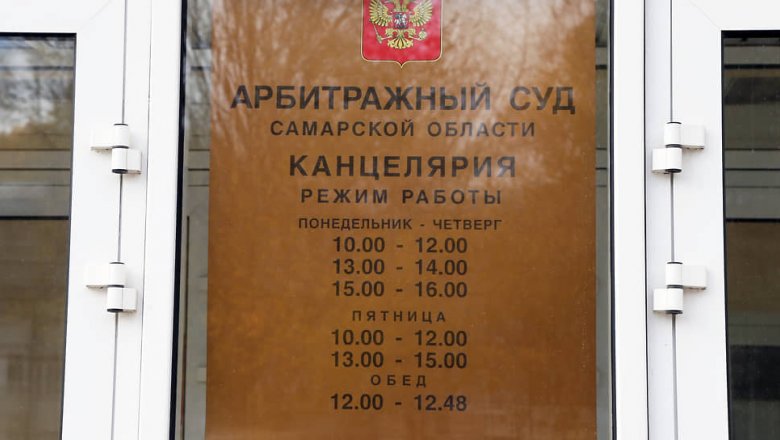 АРБИТРАЖНЫЙ СУД
САМАРСКОЙ ОБЛАСТИ
КАНЦЕЛЯРИЯ
РЕЖИМ РАБОТЫ
ПОНЕДЕЛЬНИК - ЧЕТВЕРГ
10.00 - 12.00
13.00 - 14.00
15.00 - 16.00
ПЯТНИЦА
10.00 - 12.00
13.00 - 15.00
ОБЕД
12.00 - 12.48